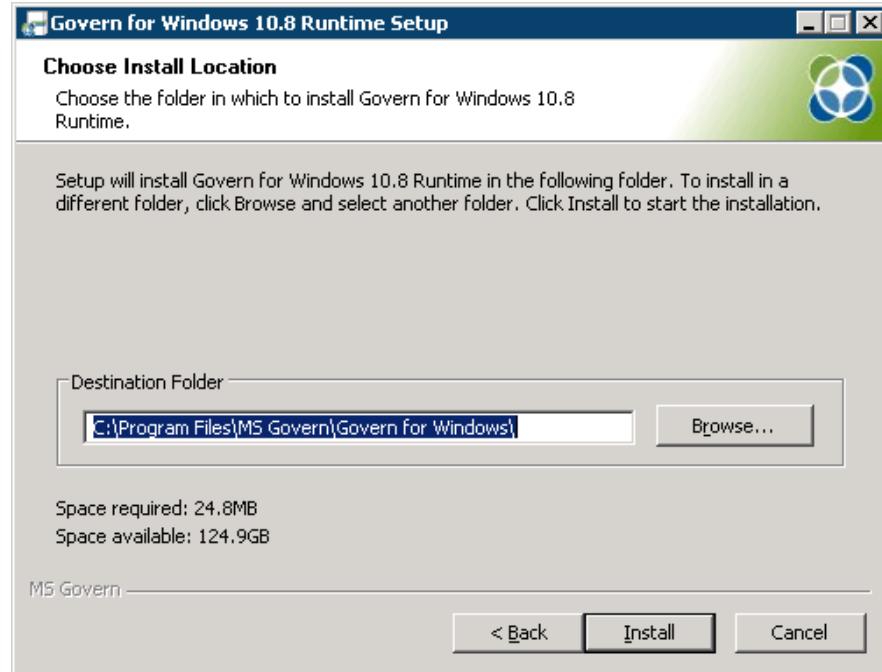 Govern for Windows 10.8 Runtime Setup
Choose Install Location
Choose the folder in which to install Govern for Windows 10.8
Runtime.
Setup will install Govern for Windows 10.8 Runtime in the following folder. To install in a
different folder, click Browse and select another folder. Click Install to start the installation.
Destination Folder
C:\Program Files\MS Govern\Govern for Windows\
Browse...
Space required: 24.8MB
Space available: 124.9GB
MS Govern
< Back
Install
Cancel